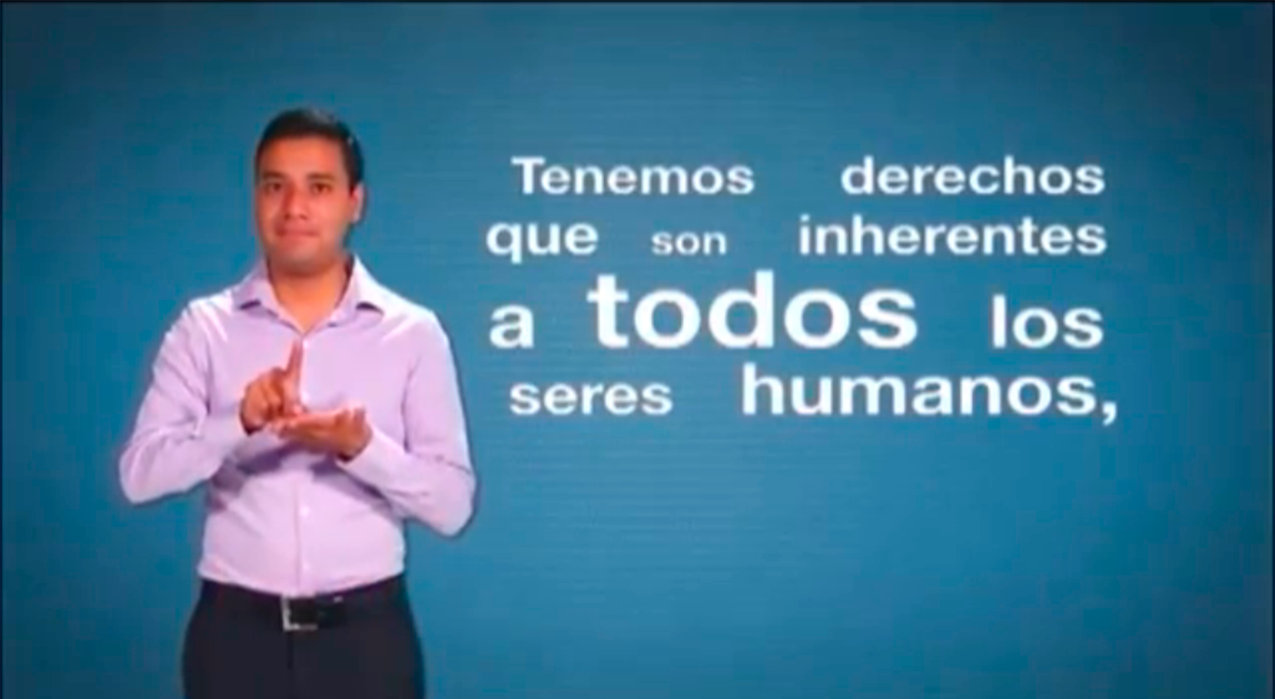 Tenemos derechos
que son inherentes
a todos los
seres humanos,